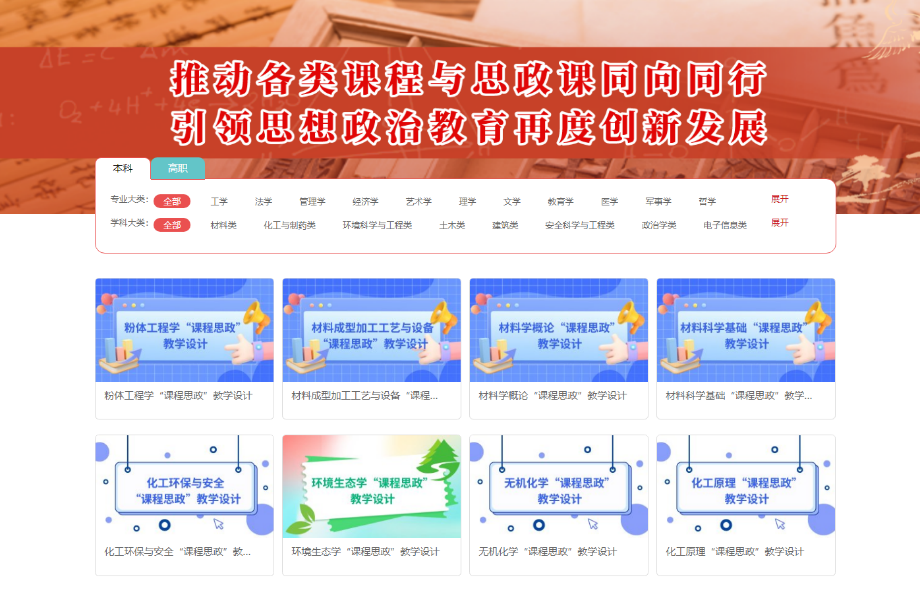 推动各类课程与思政课同向同行
引领思想政治教育再度创新发展
本科 高职
专业大类: 全部 工学 法学 管理学 经济学 艺术学 理学 文学 教育学 医学 军事学 哲学 展开
学科大类: 全部 材料类 化工与制药类 环境科学与工程类 土木类 建筑类 安全科学与工程类 政治学类 电子信息类 展开
粉体工程学“课程思政”
教学设计
材料成型加工工艺与设备
“课程思政”教学设计
材料学概论“课程思政”
教学设计
材料科学基础“课程思政”
教学设计
粉体工程学“课程思政”教学设计
材料成型加工工艺与设备“课程...
材料学概论“课程思政”教学设计
材料科学基础“课程思政”教学...
化工环保与安全
“课程思政”教学设计
环境生态学“课程思政”
教学设计
无机化学“课程思政”
教学设计
化工原理“课程思政”
教学设计
化工环保与安全“课程思政”教...
环境生态学“课程思政”教学设计
无机化学“课程思政”教学设计
化工原理“课程思政”教学设计